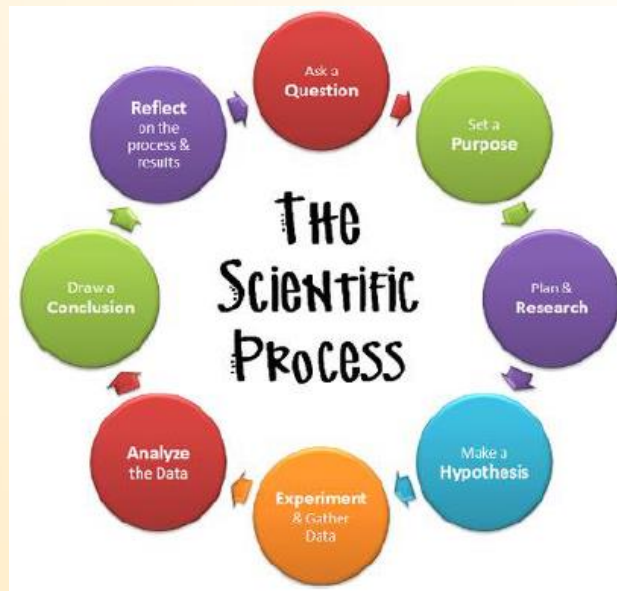 Ask a
Question
Set a
Purpose
Plan &
Research
Make a
Hypothesis
Experiment
& Gather
Data
Analyze
the Data
Draw a
Conclusion
Reflect
on the
process &
results
The
Scientific
Process